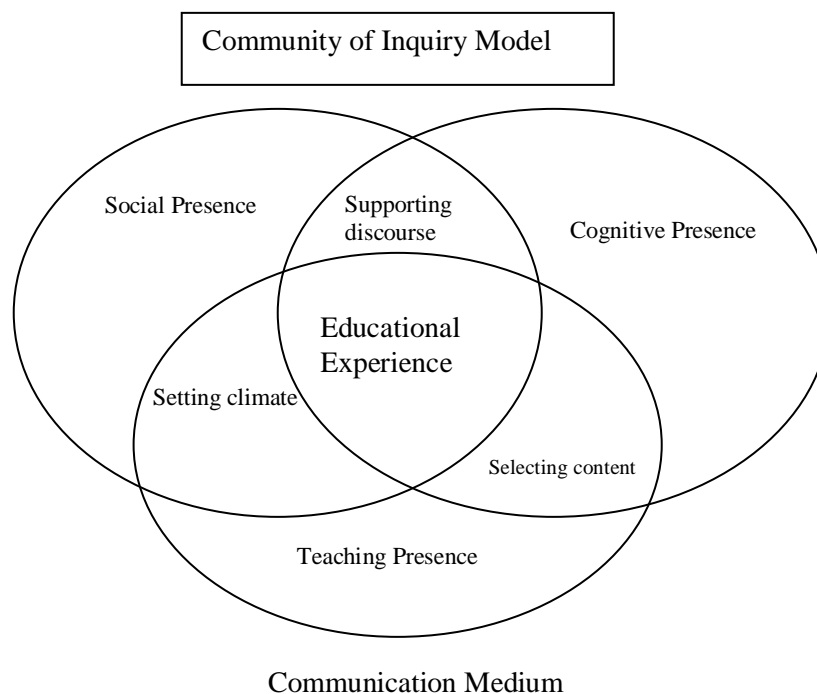 Community of Inquiry Model
Social Presence
Supporting
discourse
Cognitive Presence
Educational
Experience
Setting climate
Selecting content
Teaching Presence
Communication Medium